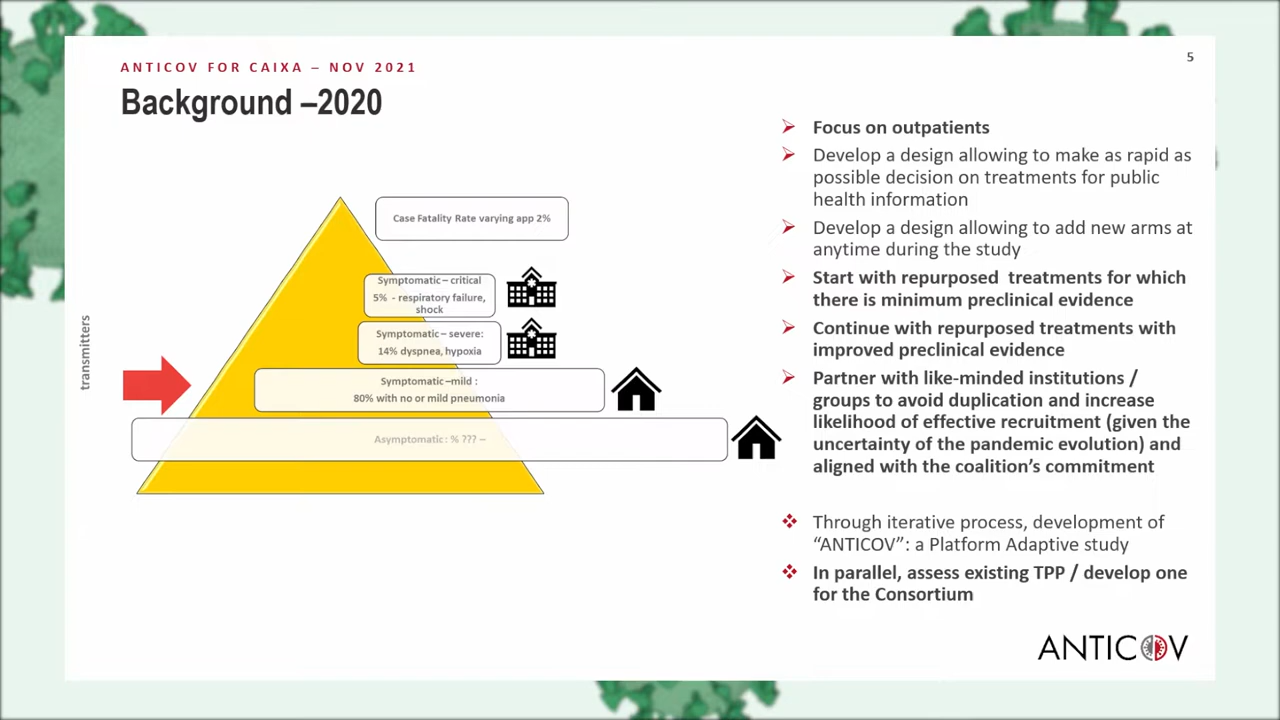 ANTICOV FOR CAIXA – NOV 2021
5
Background –2020
Case Fatality Rate varying app 2%
Symptomatic – critical
5% - respiratory failure,
shock
Symptomatic – severe:
14% dyspnea, hypoxia
Symptomatic –mild :
80% with no or mild pneumonia
Asymptomatic : % ??? –
transmitters
Focus on outpatients
Develop a design allowing to make as rapid as
possible decision on treatments for public
health information
Develop a design allowing to add new arms at
anytime during the study
Start with repurposed treatments for which
there is minimum preclinical evidence
Continue with repurposed treatments with
improved preclinical evidence
Partner with like-minded institutions /
groups to avoid duplication and increase
likelihood of effective recruitment (given the
uncertainty of the pandemic evolution) and
aligned with the coalition’s commitment
Through iterative process, development of
“ANTICOV”: a Platform Adaptive study
In parallel, assess existing TPP / develop one
for the Consortium
ANTICOV